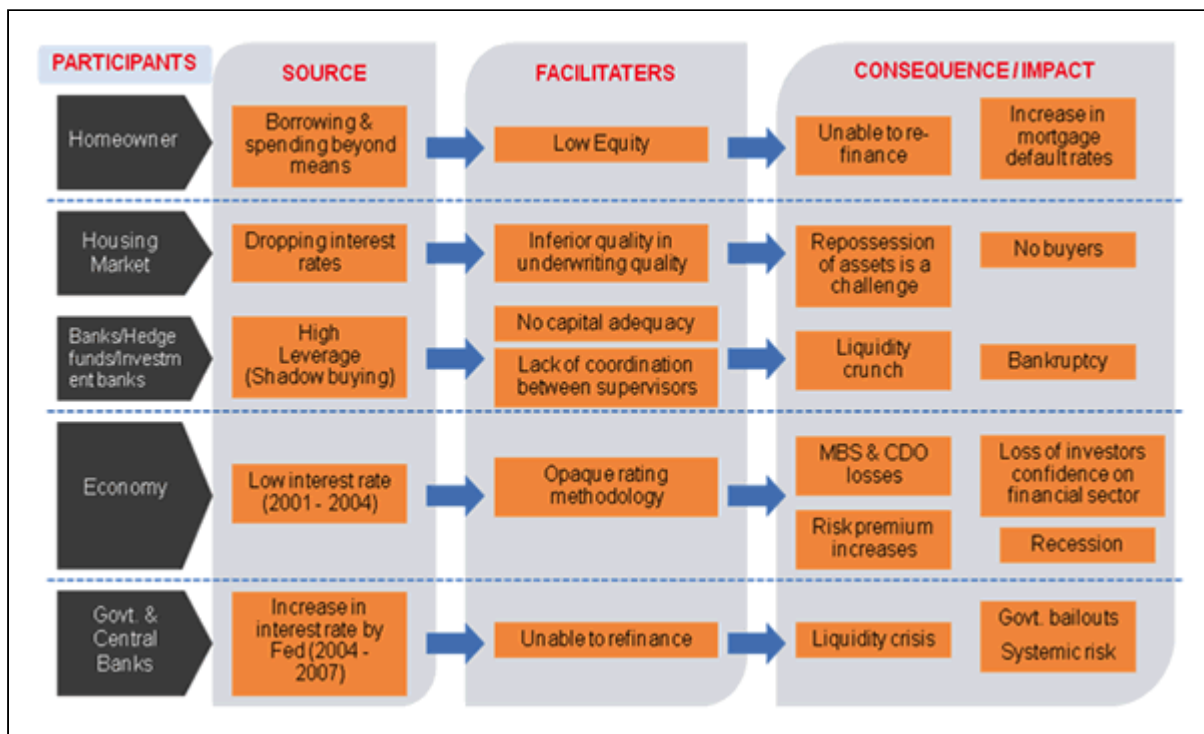 PARTICIPANTS
SOURCE
FACILITATERS
CONSEQUENCE / IMPACT
Homeowner
Borrowing &
spending beyond
means
Low Equity
Unable to re-
finance
Increase in
mortgage
default rates
Housing
Market
Dropping interest
rates
Inferior quality in
underwriting quality
Repossession
of assets is a
challenge
No buyers
Banks/Hedge
funds/Investm
ent banks
High
Leverage
(Shadow buying)
No capital adequacy
Lack of coordination
between supervisors
Liquidity
crunch
Bankruptcy
Economy
Low interest rate
(2001 - 2004)
Opaque rating
methodology
MBS & CDO
losses
Loss of investors
confidence on
financial sector
Risk premium
increases
Recession
Govt. &
Central
Banks
Increase in
interest rate by
Fed (2004 -
2007)
Unable to refinance
Liquidity crisis
Govt. bailouts
Systemic risk